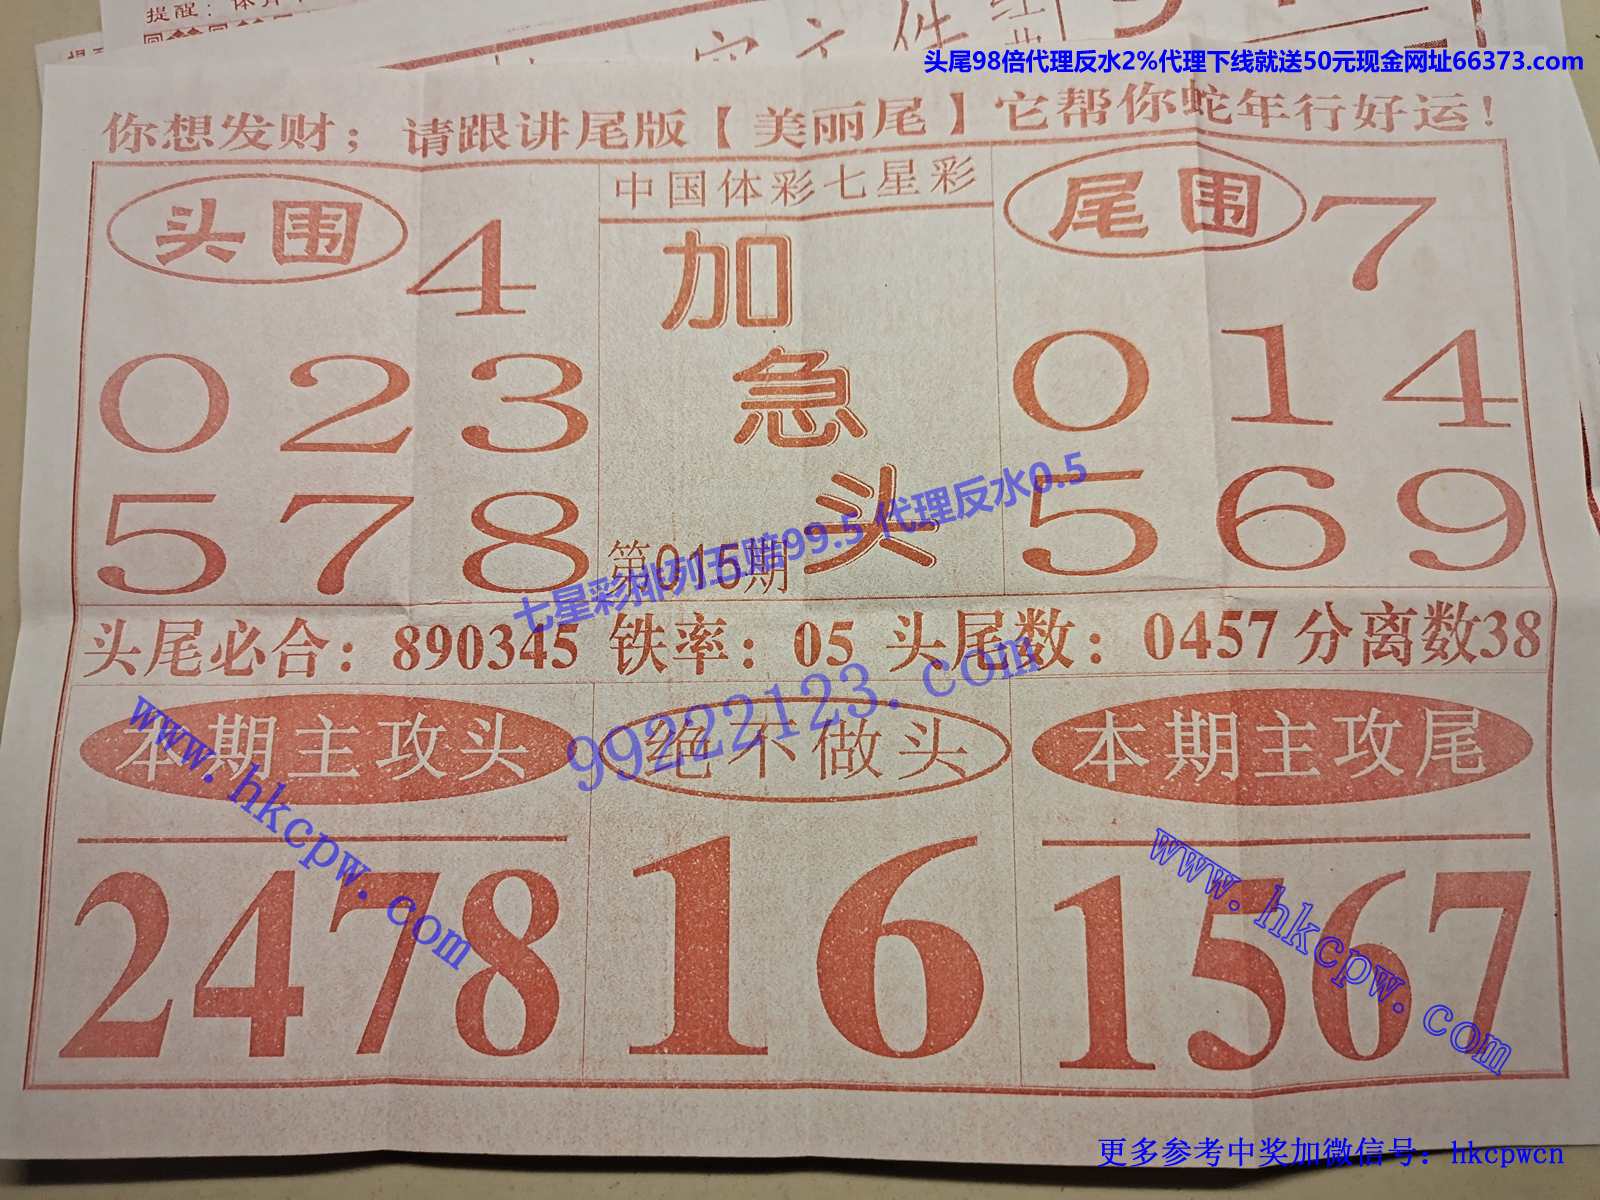 提醒：
头尾98倍代理反水2%代理下线就送50元现金网址66373.com
你想发财；请跟讲尾版【美丽尾】它帮你蛇年行好运！
头围
4
0 2 3
5 7 8
中国体彩七星彩
加急头
第015期
尾围
7
0 1 4
5 6 9
七星彩排列五赔99.5 代理反水0.5
头尾必合：890345 铁率：05 头尾数：0457 分离数38
99222123.com
本期主攻头
2478
绝不做头
16
本期主攻尾
1567
www.hkcpw.com
www.hkcpw.com
更多参考中奖加微信号：hkcpwcn